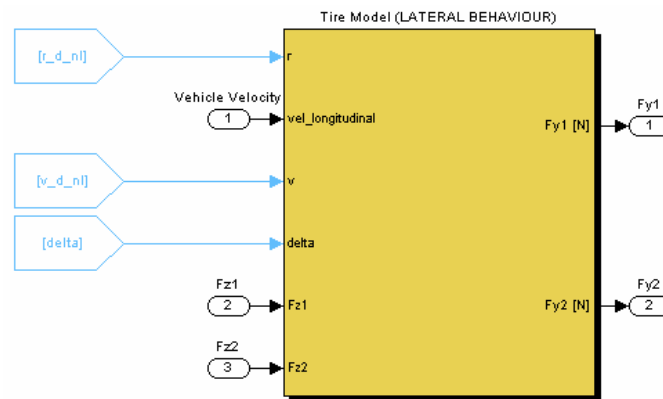 Tire Model (LATERAL BEHAVIOUR)
[r_d_nl]
r
Vehicle Velocity
1
vel_longitudinal
Fy1
Fy1 [N]
1
[v_d_nl]
v
[delta]
delta
Fz1
2
Fz1
Fy2
Fy2 [N]
2
Fz2
3
Fz2